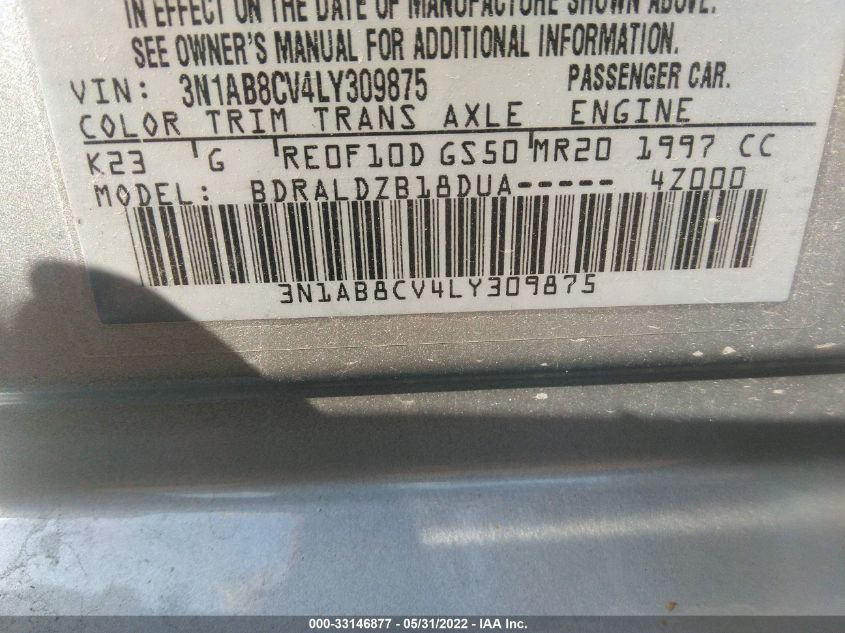 IN EFFECT ON THE DATE OF MANUFACTURE SHOWN ABOVE.
SEE OWNER'S MANUAL FOR ADDITIONAL INFORMATION.
VIN: 3N1AB8CV4LY309875 PASSENGER CAR.
COLOR TRIM TRANS AXLE ENGINE
K23 G RE0F10D GS50 MR20 1997 CC
MODEL: BDRALDZB18DUA----- 4Z000
3N1AB8CV4LY309875
000-33146877 - 05/31/2022 - IAA Inc.